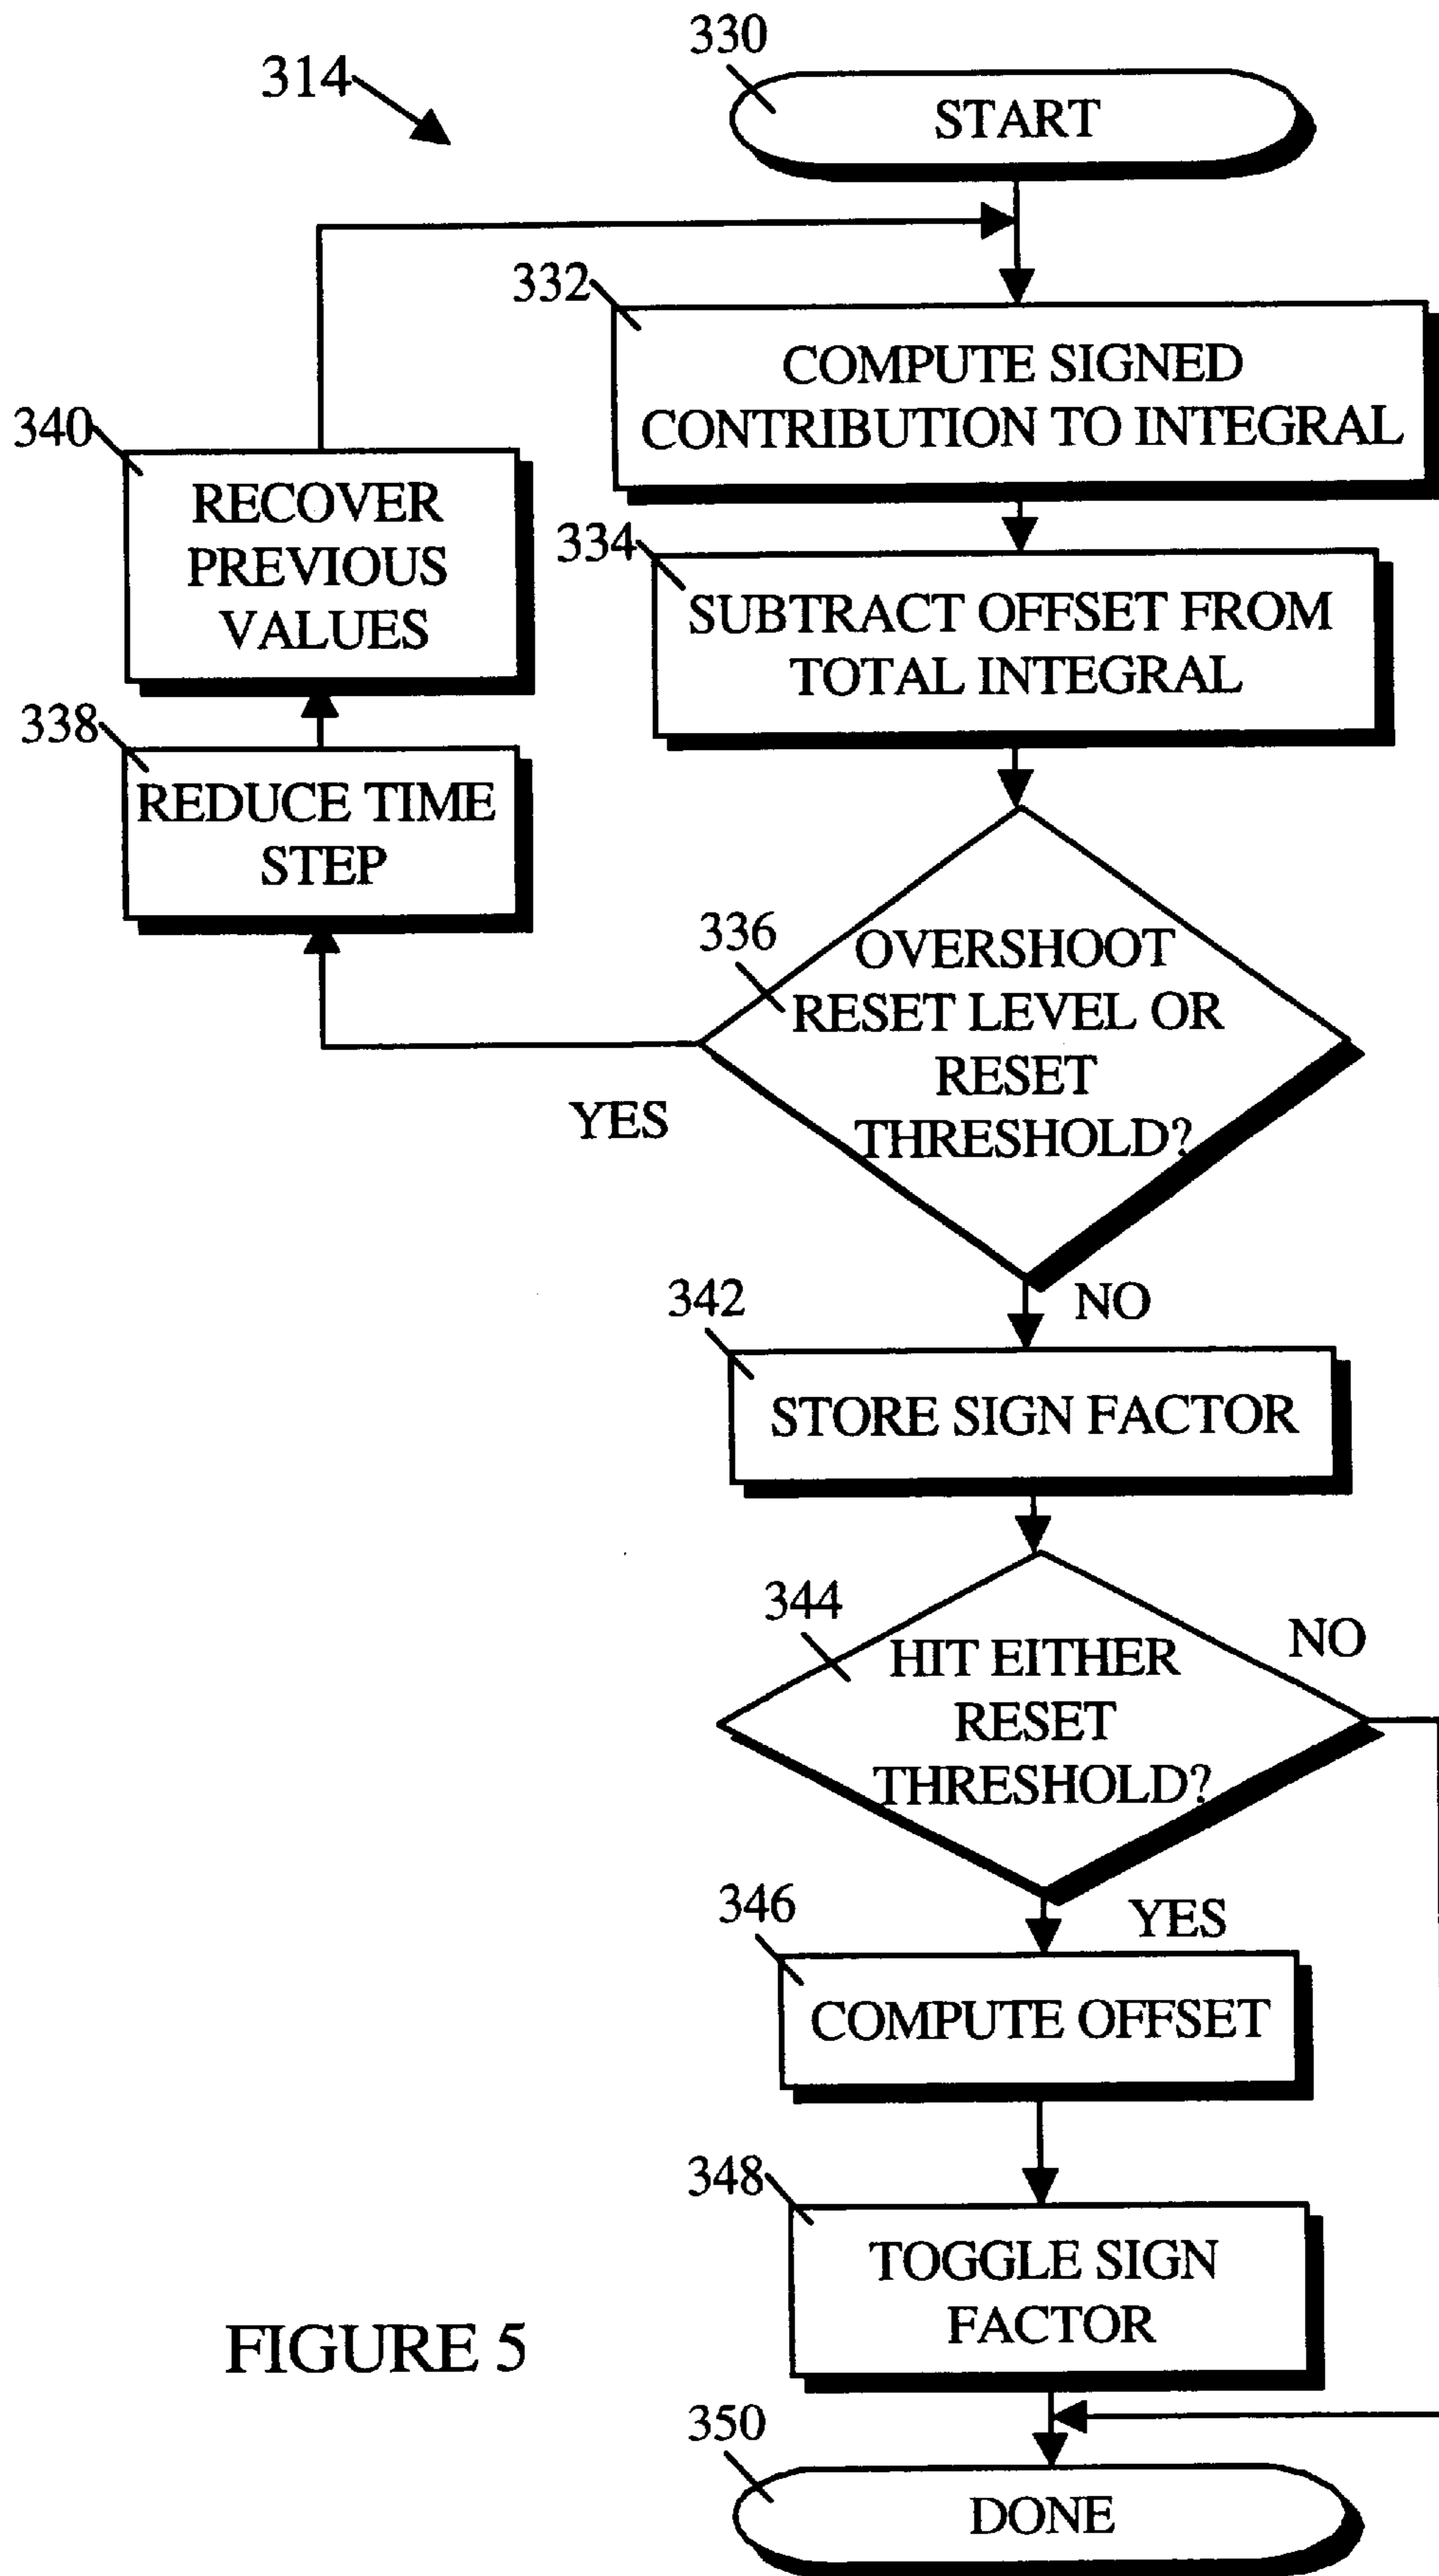 330
314
START
332
COMPUTE SIGNED
CONTRIBUTION TO INTEGRAL
340
RECOVER
PREVIOUS
VALUES
334
SUBTRACT OFFSET FROM
TOTAL INTEGRAL
338
REDUCE TIME
STEP
336
OVERSHOOT
RESET LEVEL OR
RESET
THRESHOLD?
YES
NO
342
STORE SIGN FACTOR
344
HIT EITHER
RESET
THRESHOLD?
NO
YES
346
COMPUTE OFFSET
348
TOGGLE SIGN
FACTOR
FIGURE 5
350
DONE